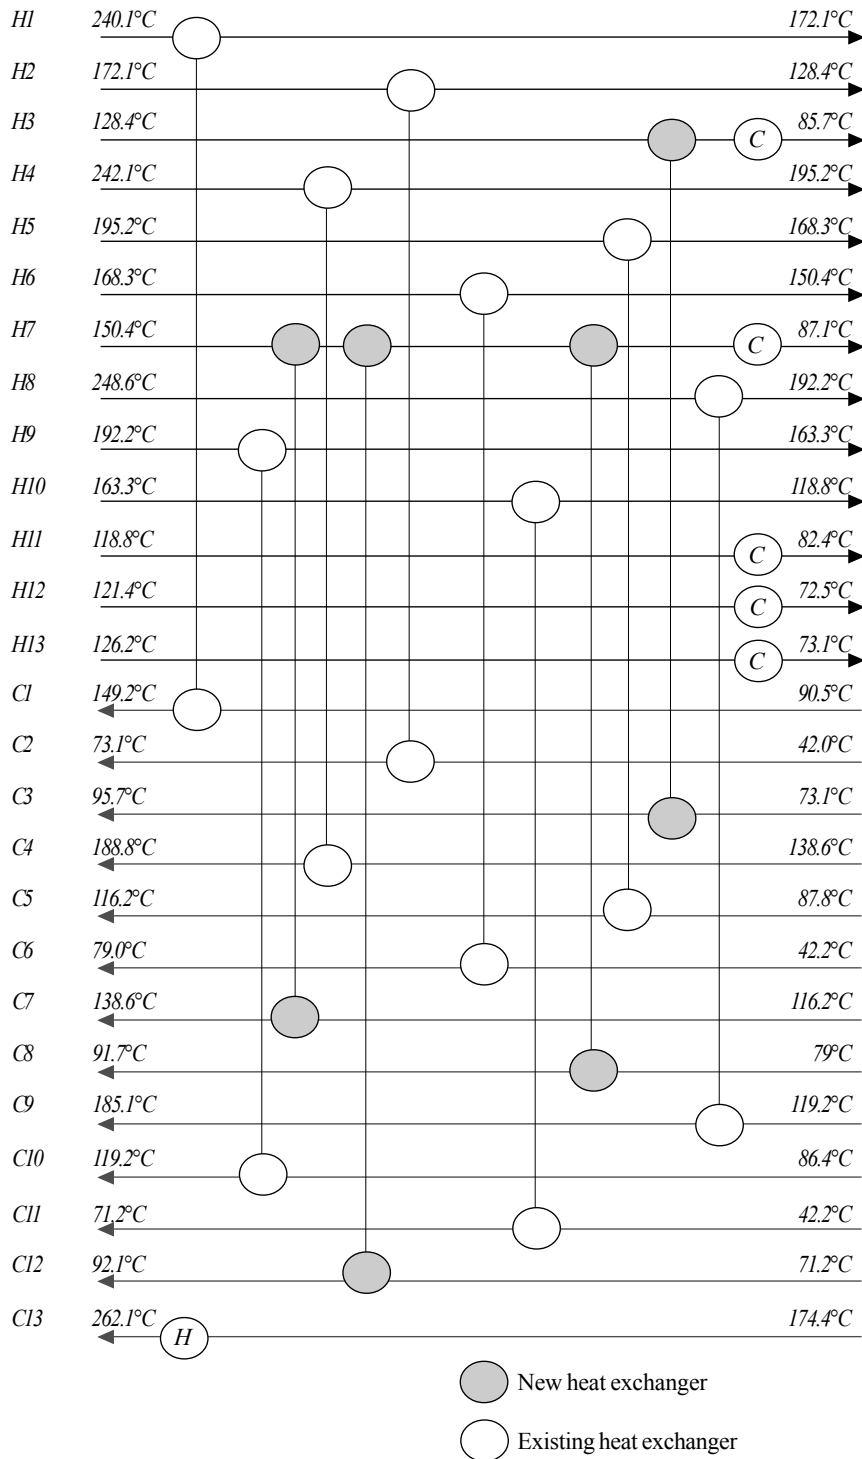 H1 240.1°C 172.1°C
H2 172.1°C 128.4°C
H3 128.4°C C 85.7°C
H4 242.1°C 195.2°C
H5 195.2°C 168.3°C
H6 168.3°C 150.4°C
H7 150.4°C C 87.1°C
H8 248.6°C 192.2°C
H9 192.2°C 163.3°C
H10 163.3°C 118.8°C
H11 118.8°C C 82.4°C
H12 121.4°C C 72.5°C
H13 126.2°C C 73.1°C
C1 149.2°C 90.5°C
C2 73.1°C 42.0°C
C3 95.7°C 73.1°C
C4 188.8°C 138.6°C
C5 116.2°C 87.8°C
C6 79.0°C 42.2°C
C7 138.6°C 116.2°C
C8 91.7°C 79°C
C9 185.1°C 119.2°C
C10 119.2°C 86.4°C
C11 71.2°C 42.2°C
C12 92.1°C 71.2°C
C13 262.1°C H 174.4°C
New heat exchanger
Existing heat exchanger